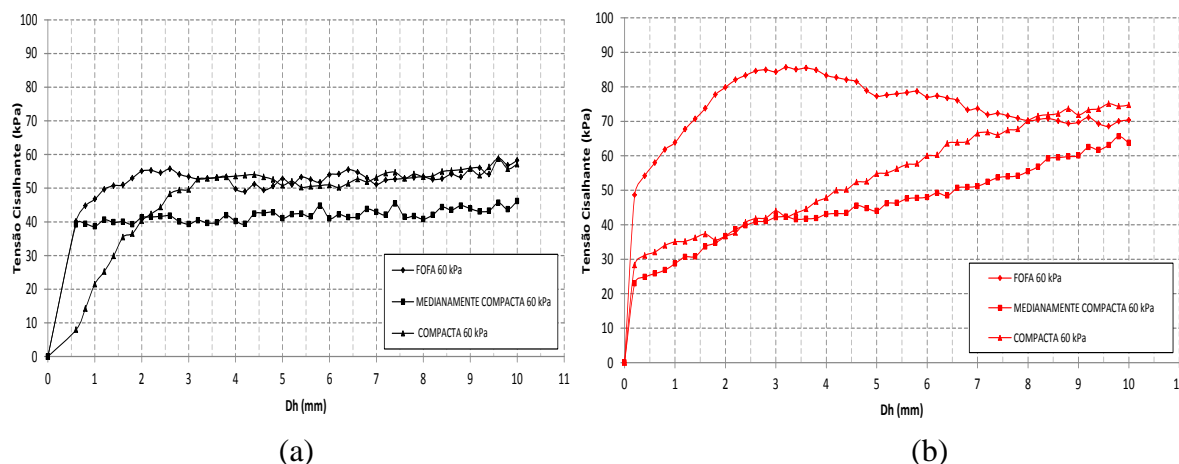 100
90
80
70
60
50
40
30
20
10
0
Tensão Cisalhante (kPa)
FOFA 60 kPa
MEDIANAMENTE COMPACTA 60 kPa
COMPACTA 60 kPa
0 1 2 3 4 5 6 7 8 9 10 11
Dh (mm)
(a)
100
90
80
70
60
50
40
30
20
10
0
Tensão Cisalhante (kPa)
FOFA 60 kPa
MEDIANAMENTE COMPACTA 60 kPa
COMPACTA 60 kPa
0 1 2 3 4 5 6 7 8 9 10
Dh (mm)
(b)